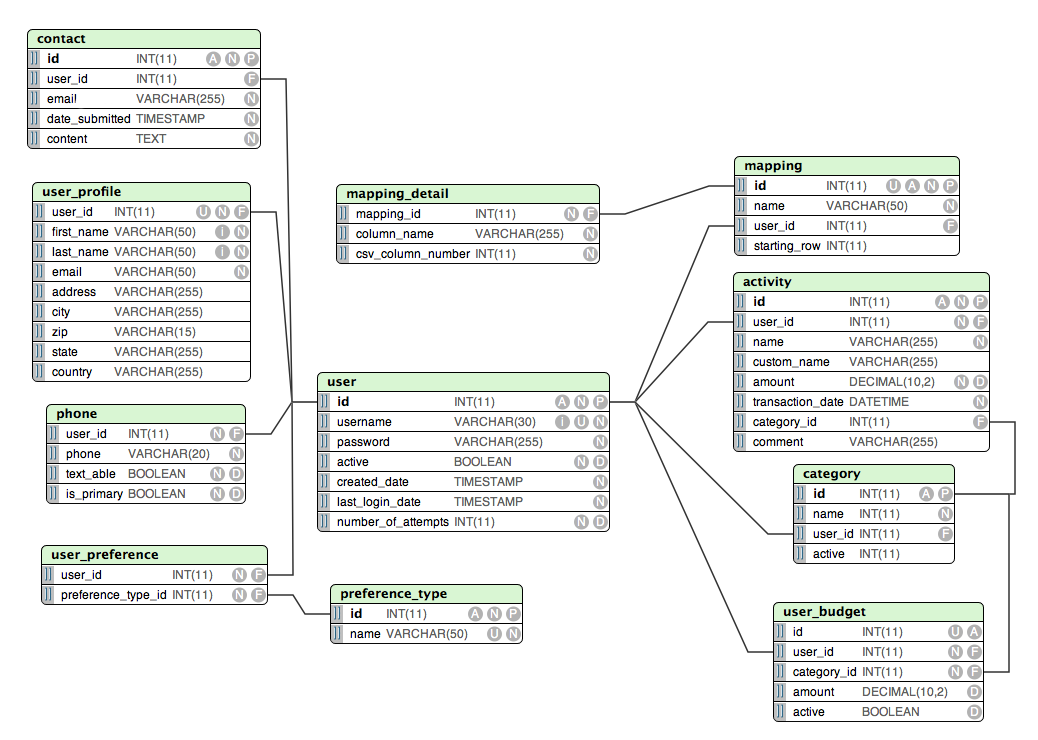 contact
id INT(11) A N P
user_id INT(11) F
email VARCHAR(255) N
date_submitted TIMESTAMP N
content TEXT N
user_profile
user_id INT(11) U N F
first_name VARCHAR(50) i N
last_name VARCHAR(50) i N
email VARCHAR(50) N
address VARCHAR(255)
city VARCHAR(255)
zip VARCHAR(15)
state VARCHAR(255)
country VARCHAR(255)
phone
user_id INT(11) N F
phone VARCHAR(20) N
text_able BOOLEAN N D
is_primary BOOLEAN N D
user_preference
user_id INT(11) N F
preference_type_id INT(11) N F
mapping_detail
mapping_id INT(11) N F
column_name VARCHAR(255) N
csv_column_number INT(11) N
user
id INT(11) A N P
username VARCHAR(30) i U N
password VARCHAR(255) N
active BOOLEAN N D
created_date TIMESTAMP N
last_login_date TIMESTAMP N
number_of_attempts INT(11) N D
preference_type
id INT(11) A N P
name VARCHAR(50) U N
mapping
id INT(11) U A N P
name VARCHAR(50) N
user_id INT(11) F
starting_row INT(11)
activity
id INT(11) A N P
user_id INT(11) N F
name VARCHAR(255) N
custom_name VARCHAR(255)
amount DECIMAL(10,2) N D
transaction_date DATETIME N
category_id INT(11) F
comment VARCHAR(255)
category
id INT(11) A P
name INT(11) N
user_id INT(11) F
active INT(11)
user_budget
id INT(11) U A
user_id INT(11) N F
category_id INT(11) N F
amount DECIMAL(10,2) D
active BOOLEAN D